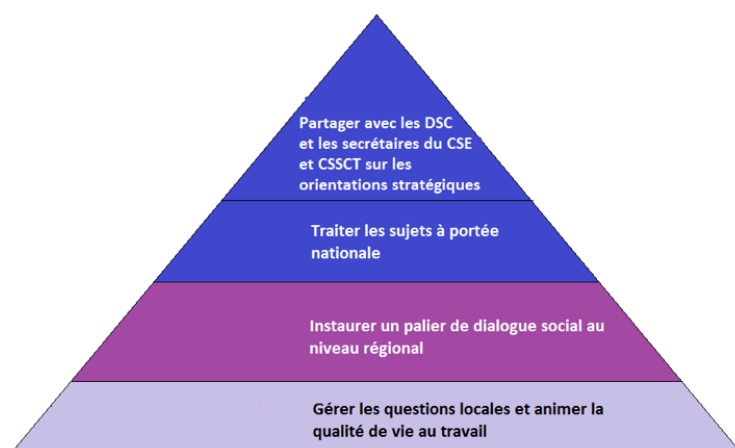 Partager avec les DSC
et les secrétaires du CSE
et CSSCT sur les
orientations stratégiques
Traiter les sujets à portée
nationale
Instaurer un palier de dialogue social au
niveau régional
Gérer les questions locales et animer la
qualité de vie au travail